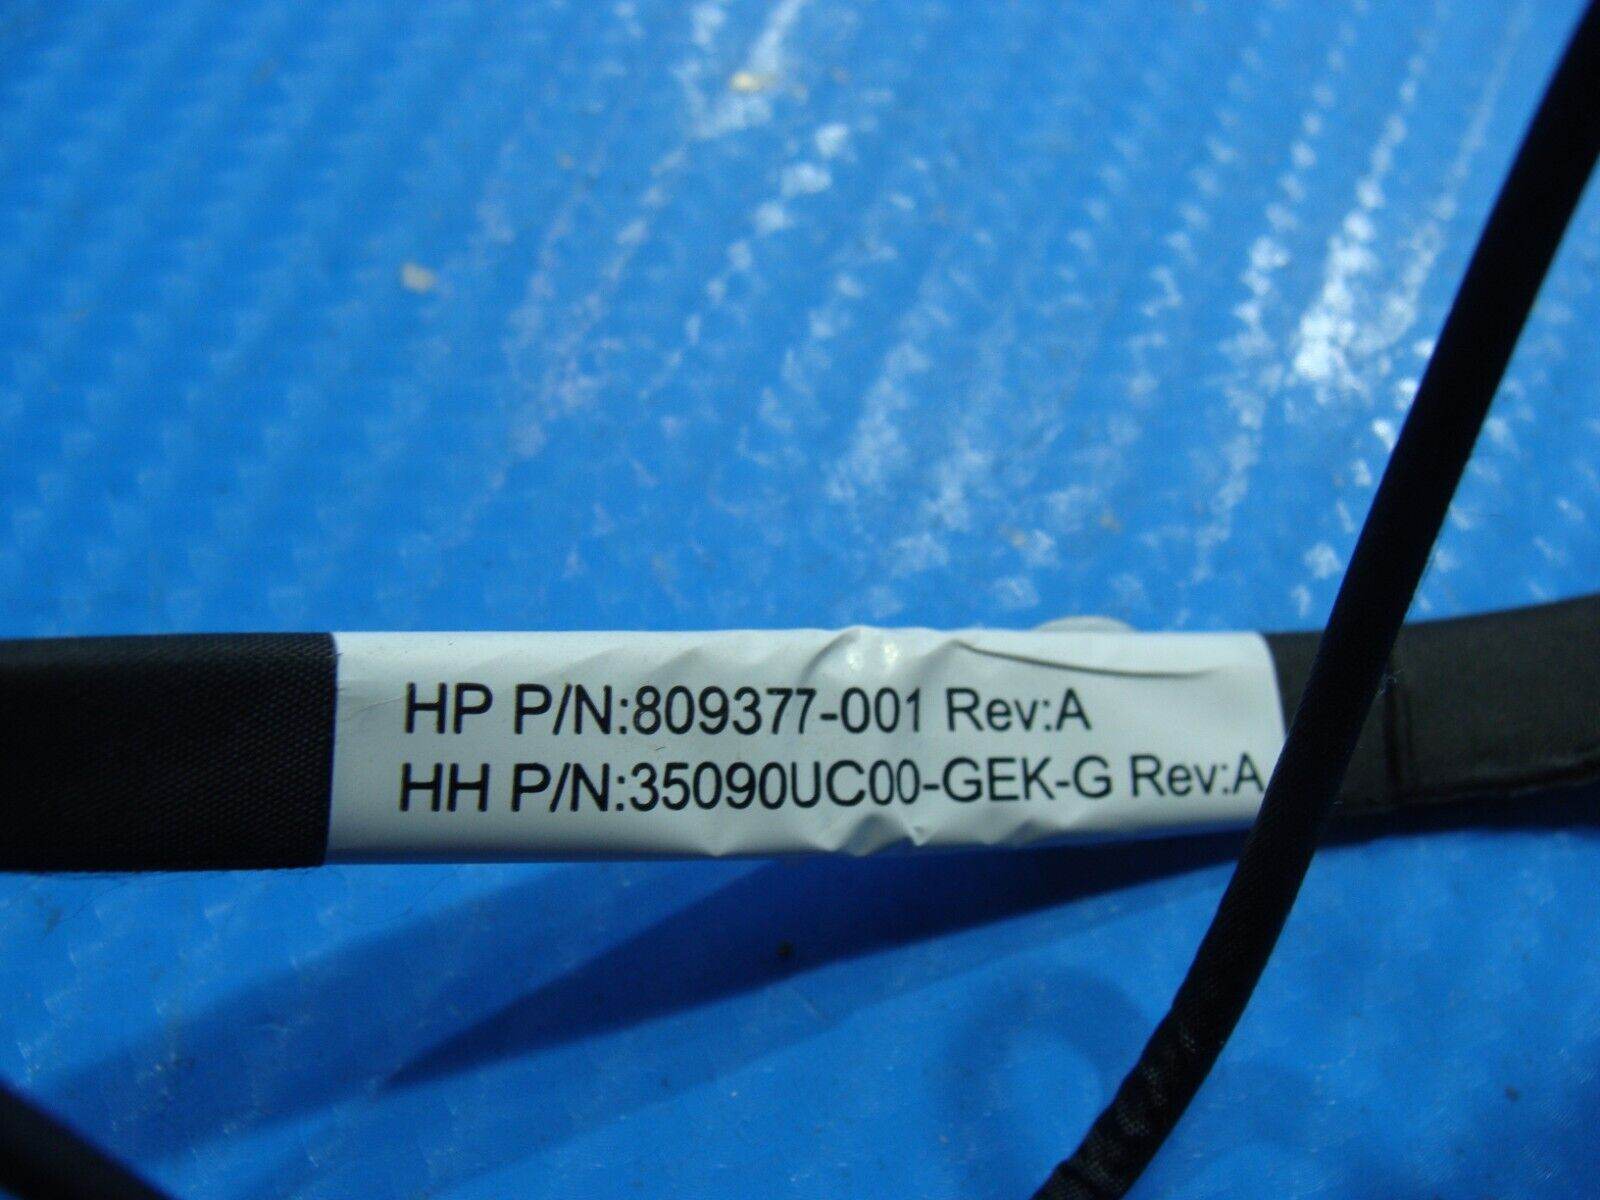 HP P/N:809377-001 Rev:A
HH P/N:35090UC00-GEK-G Rev:A